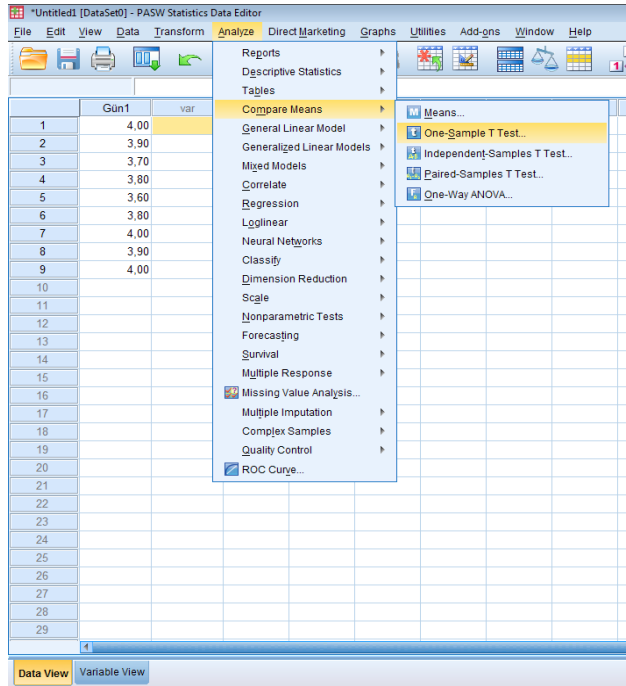 *Untitled1 [DataSet0] - PASW Statistics Data Editor
File Edit View Data Transform Analyze Direct Marketing Graphs Utilities Add-ons Window Help
Reports
Descriptive Statistics
Tables
Compare Means
General Linear Model
Generalized Linear Models
Mixed Models
Correlate
Regression
Loglinear
Neural Networks
Classify
Dimension Reduction
Scale
Nonparametric Tests
Forecasting
Survival
Multiple Response
Missing Value Analysis...
Multiple Imputation
Complex Samples
Quality Control
ROC Curve...
Means...
One-Sample T Test...
Independent-Samples T Test...
Paired-Samples T Test...
One-Way ANOVA...
Gün1 var
1 4,00
2 3,90
3 3,70
4 3,80
5 3,60
6 3,80
7 4,00
8 3,90
9 4,00
10
11
12
13
14
15
16
17
18
19
20
21
22
23
24
25
26
27
28
29
Data View Variable View